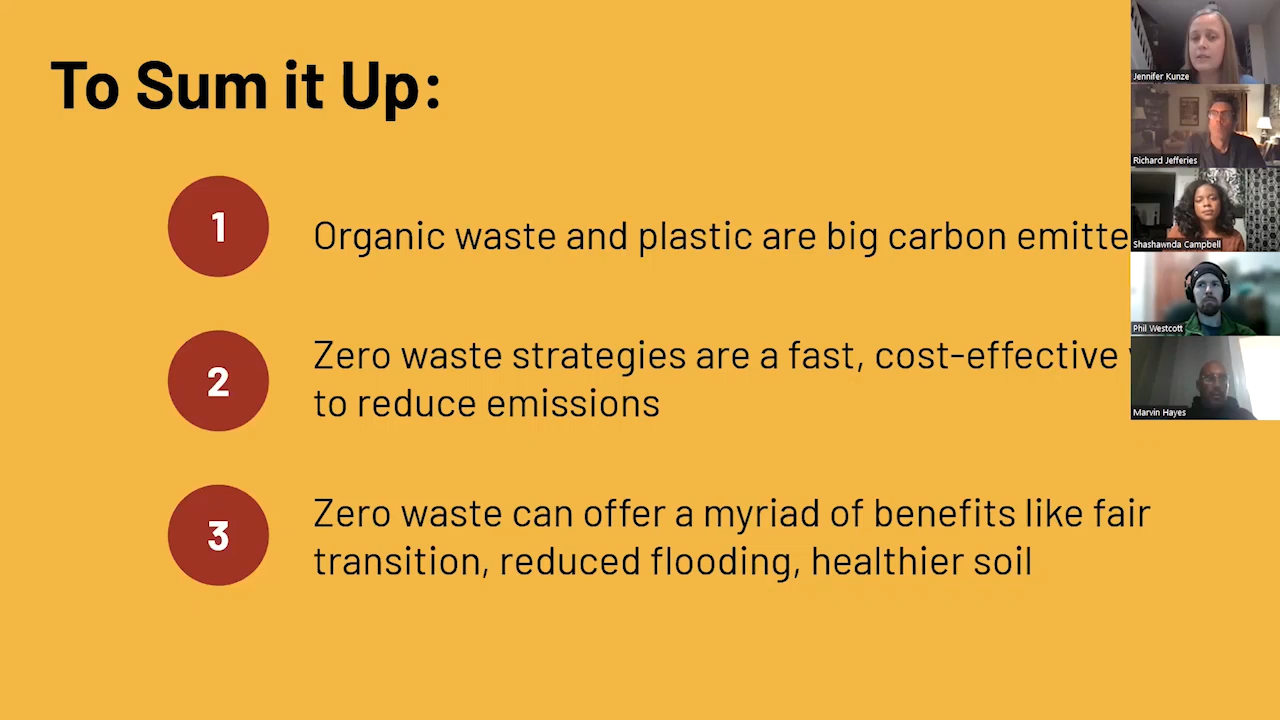 To Sum it Up:
1
Organic waste and plastic are big carbon emitte
2
Zero waste strategies are a fast, cost-effective
to reduce emissions
3
Zero waste can offer a myriad of benefits like fair
transition, reduced flooding, healthier soil
Jennifer Kunze
Richard Jefferies
Shashawnda Campbell
Phil Westcott
Marvin Hayes